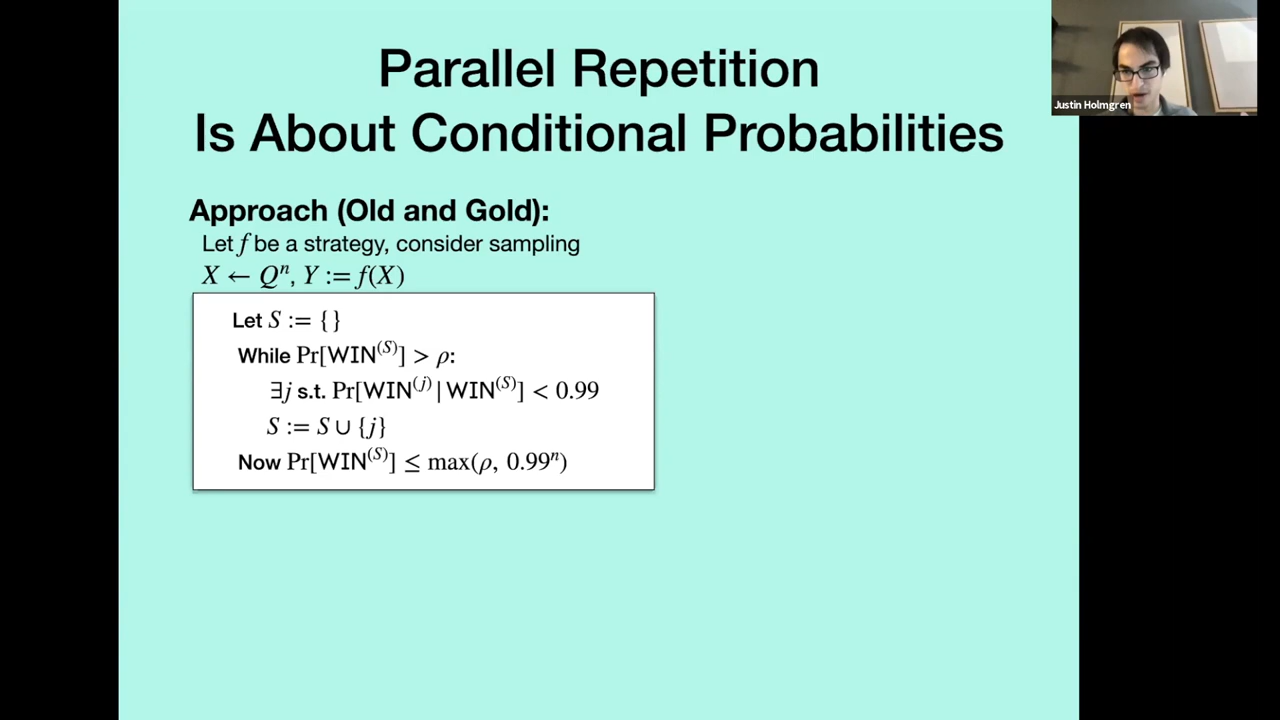 Parallel Repetition
Is About Conditional Probabilities
Justin Holmgren
Approach (Old and Gold):
Let f be a strategy, consider sampling
X ← Qⁿ, Y := f(X)
Let S := { }
While Pr[WIN⁽ˢ⁾] > ρ:
∃j s.t. Pr[WIN⁽ʲ⁾ | WIN⁽ˢ⁾] < 0.99
S := S ∪ {j}
Now Pr[WIN⁽ˢ⁾] ≤ max(ρ, 0.99ⁿ)